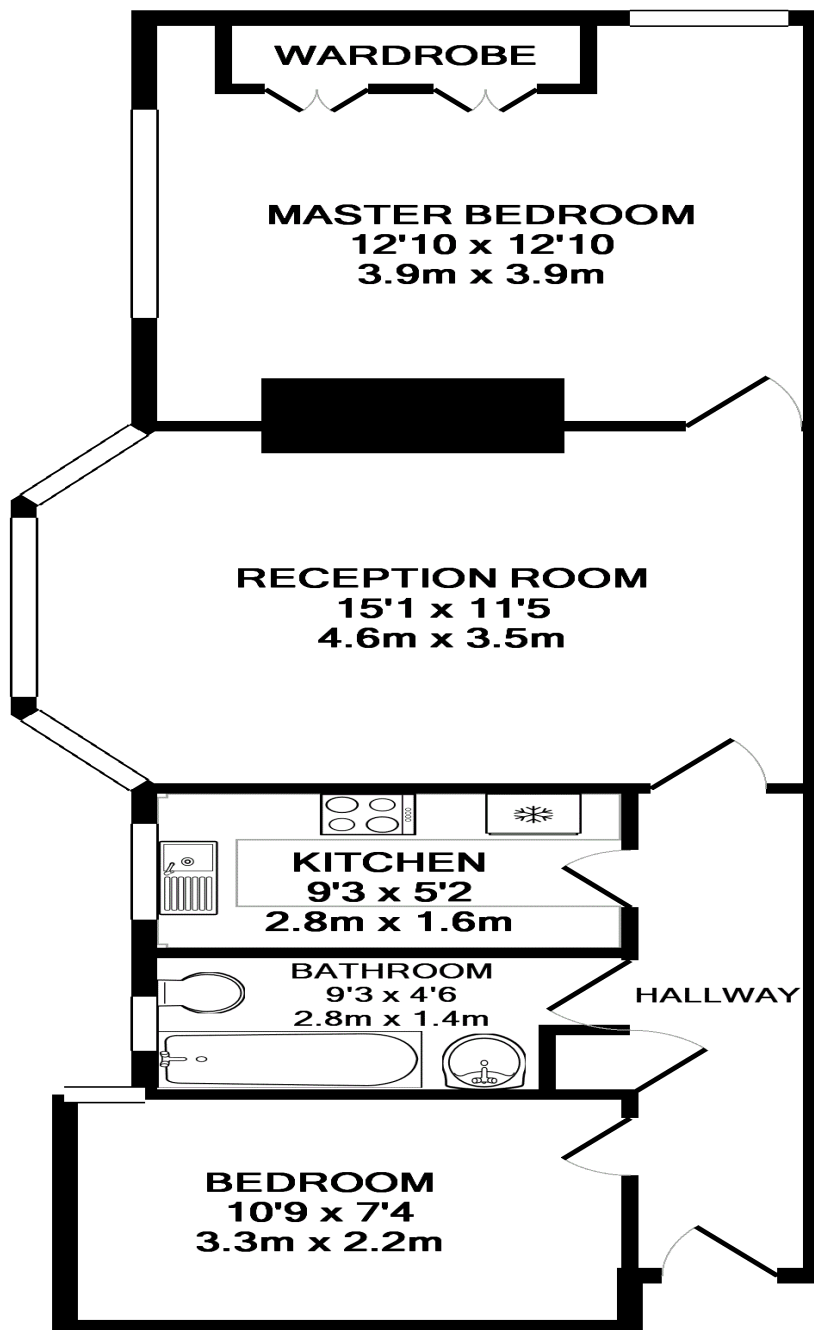 WARDROBE
MASTER BEDROOM
12'10 x 12'10
3.9m x 3.9m
RECEPTION ROOM
15'1 x 11'5
4.6m x 3.5m
KITCHEN
9'3 x 5'2
2.8m x 1.6m
BATHROOM
9'3 x 4'6
2.8m x 1.4m
HALLWAY
BEDROOM
10'9 x 7'4
3.3m x 2.2m